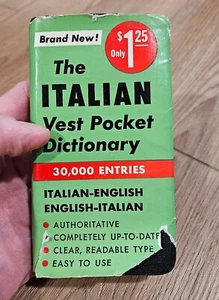 Brand New!
$1 25
Only
The
ITALIAN
Vest Pocket
Dictionary
30,000 ENTRIES
ITALIAN-ENGLISH
ENGLISH-ITALIAN
• AUTHORITATIVE
• COMPLETELY UP-TO-DATE
• CLEAR, READABLE TYPE
• EASY TO USE